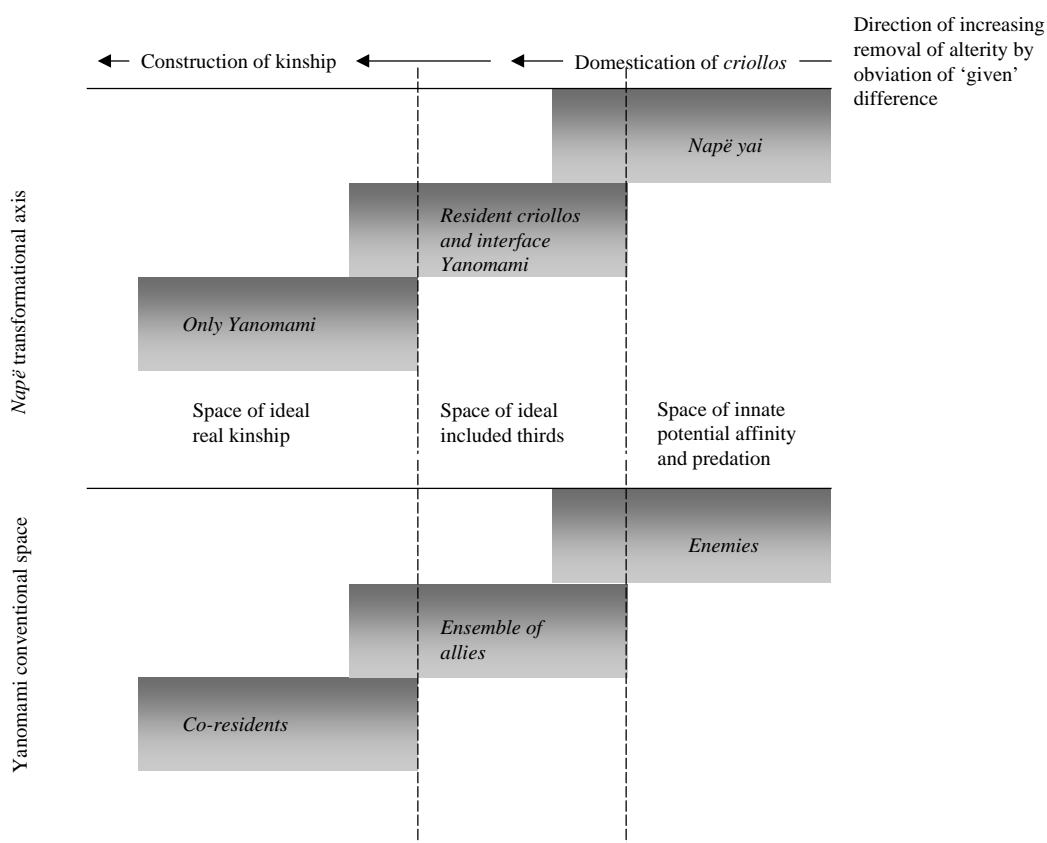 Direction of increasing
removal of alterity by
obviation of ‘given’
difference
Construction of kinship
Domestication of criollos
Napë transformational axis
Napë yai
Resident criollos
and interface
Yanomami
Only Yanomami
Space of ideal
real kinship
Space of ideal
included thirds
Space of innate
potential affinity
and predation
Yanomami conventional space
Enemies
Ensemble of
allies
Co-residents